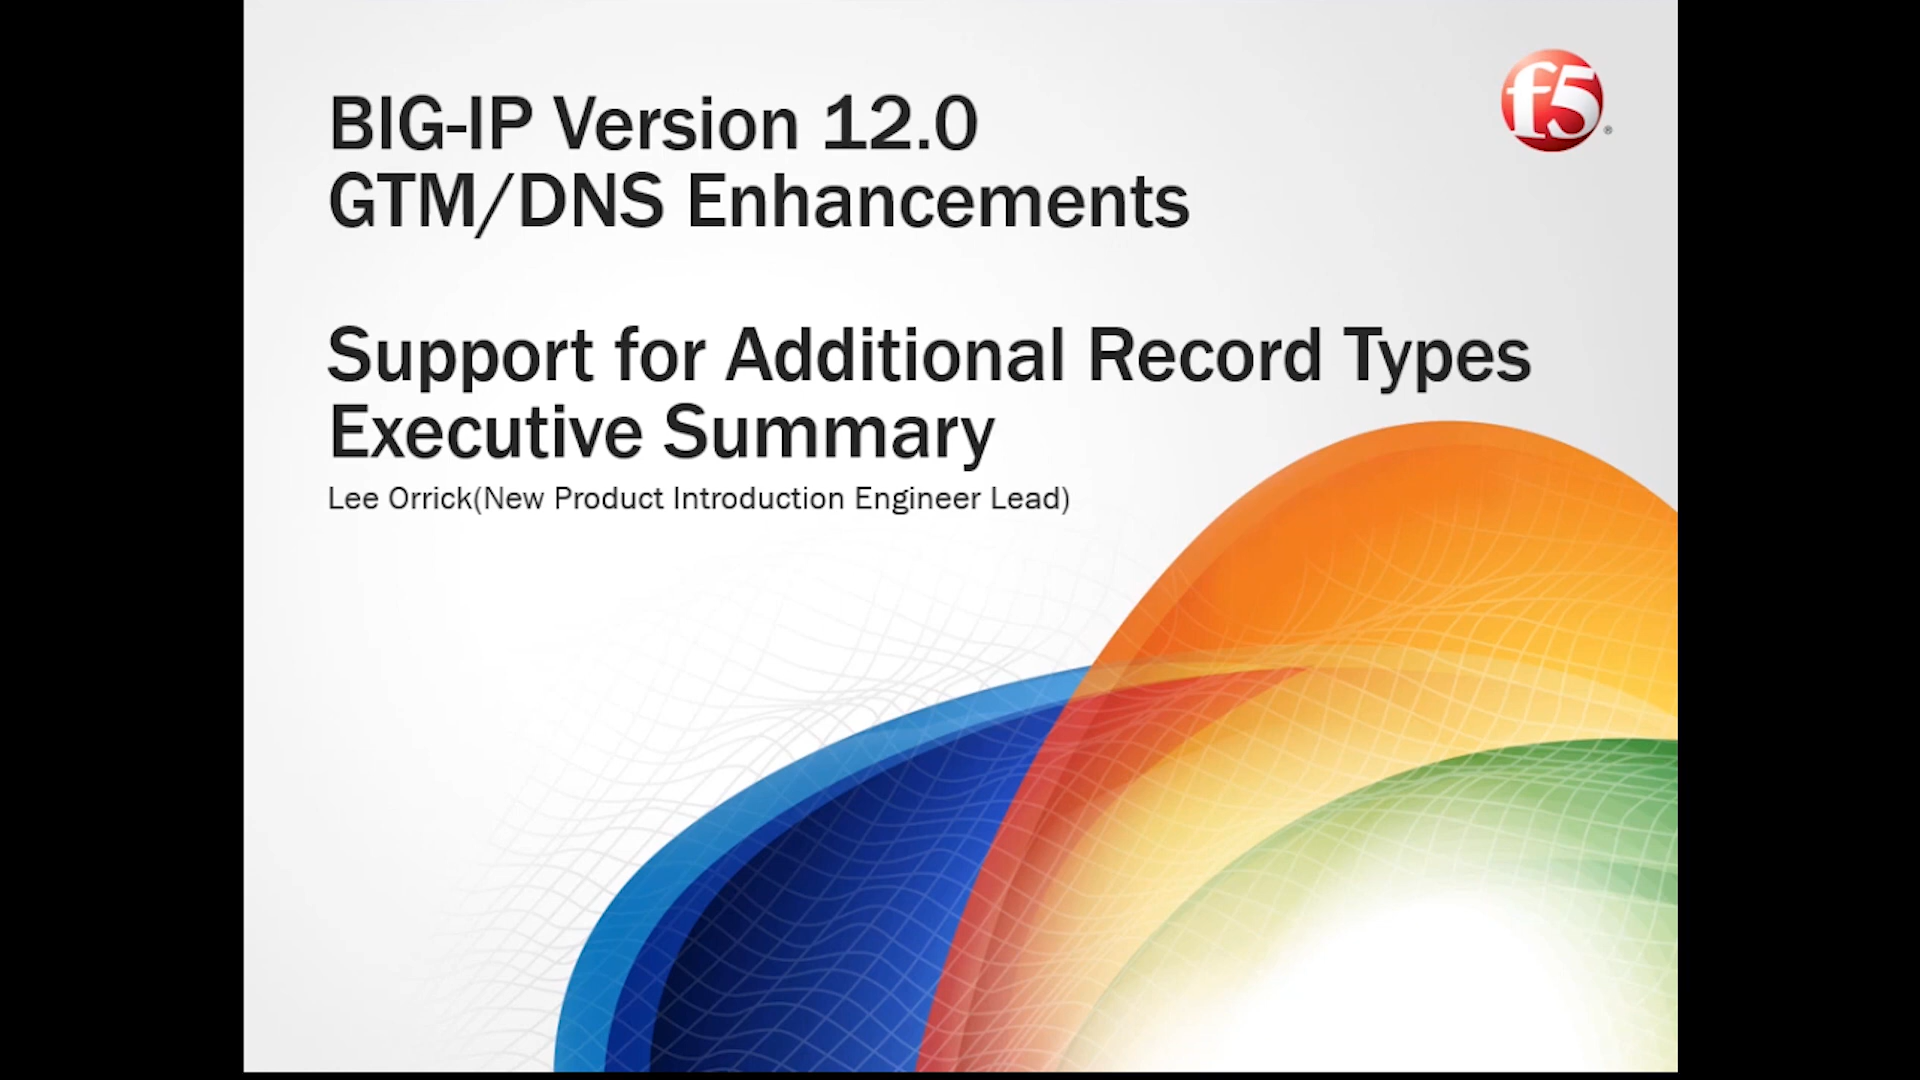 f5®
BIG-IP Version 12.0
GTM/DNS Enhancements
Support for Additional Record Types
Executive Summary
Lee Orrick(New Product Introduction Engineer Lead)